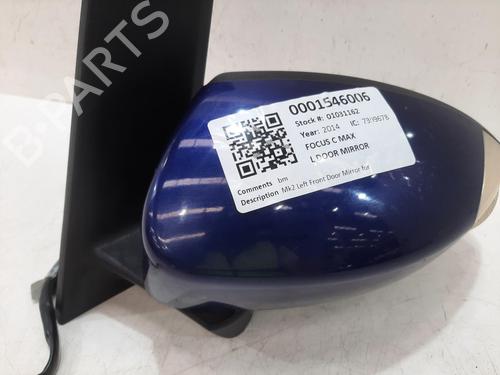 B-PARTS
0001546006
Stock #: 01031162
Year: 2014 IC: 7379678
FOCUS C MAX
L DOOR MIRROR
Comments bm
Description Mk2 Left Front Door Mirror for